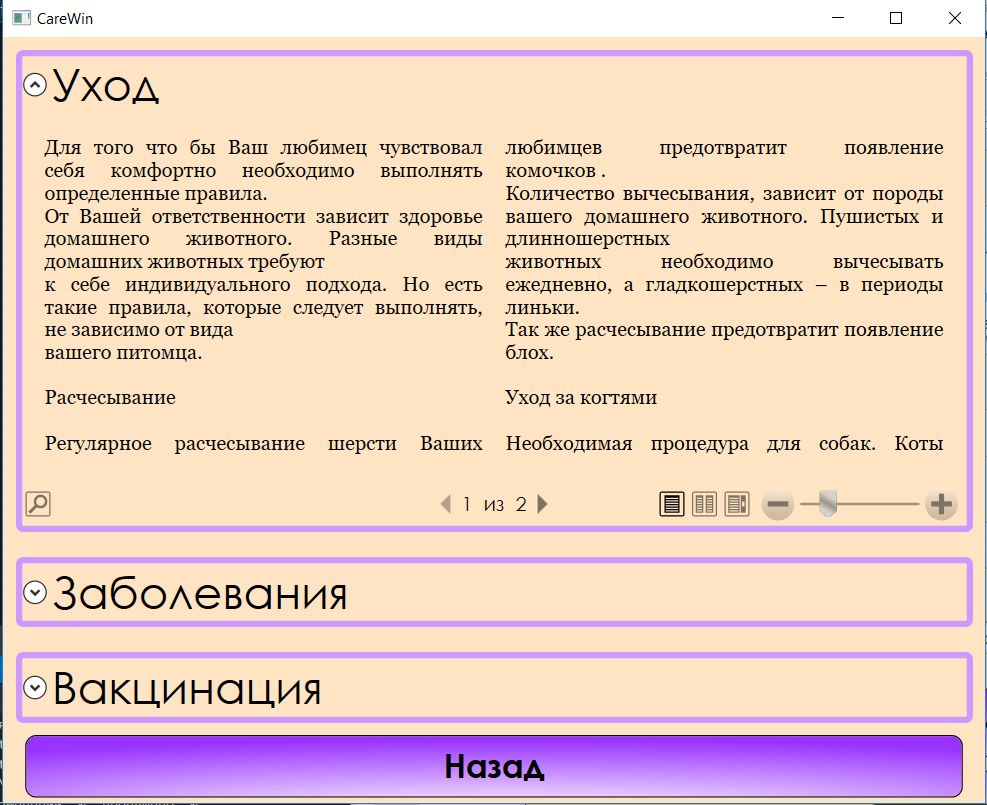 CareWin
Уход
Для того что бы Ваш любимец чувствовал
себя комфортно необходимо выполнять
определенные правила.
От Вашей ответственности зависит здоровье
домашнего животного. Разные виды
домашних животных требуют
к себе индивидуального подхода. Но есть
такие правила, которые следует выполнять,
не зависимо от вида
вашего питомца.
Расчесывание
Регулярное расчесывание шерсти Ваших
любимцев предотвратит появление
комочков .
Количество вычесывания, зависит от породы
вашего домашнего животного. Пушистых и
длинношерстных
животных необходимо вычесывать
ежедневно, а гладкошерстных – в периоды
линьки.
Так же расчесывание предотвратит появление
блох.
Уход за когтями
Необходимая процедура для собак. Коты
1 из 2
Заболевания
Вакцинация
Назад